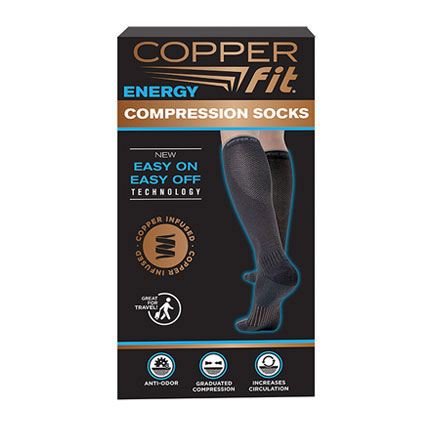 COPPER
fit®
ENERGY
COMPRESSION SOCKS
NEW
EASY ON
EASY OFF
TECHNOLOGY
COPPER INFUSED · COPPER INFUSED ·
GREAT
FOR
TRAVEL!
ANTI-ODOR
GRADUATED
COMPRESSION
INCREASES
CIRCULATION